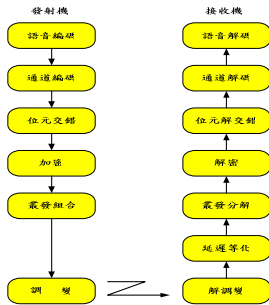 發射機
語音編碼
通道編碼
位元交錯
加密
叢發組合
調 變
接收機
語音解碼
通道解碼
位元解交錯
解密
叢發分解
延遲等化
解調變